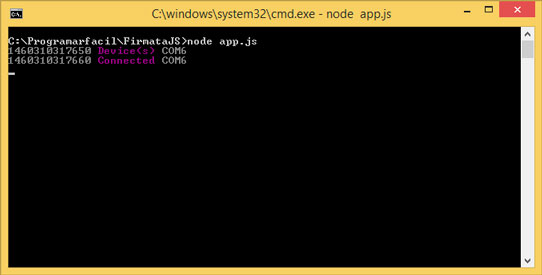 C:\windows\system32\cmd.exe - node  app.js
C:\Programarfacil\FirmataJS>node app.js
1460310317650 Device(s) COM6
1460310317660 Connected COM6